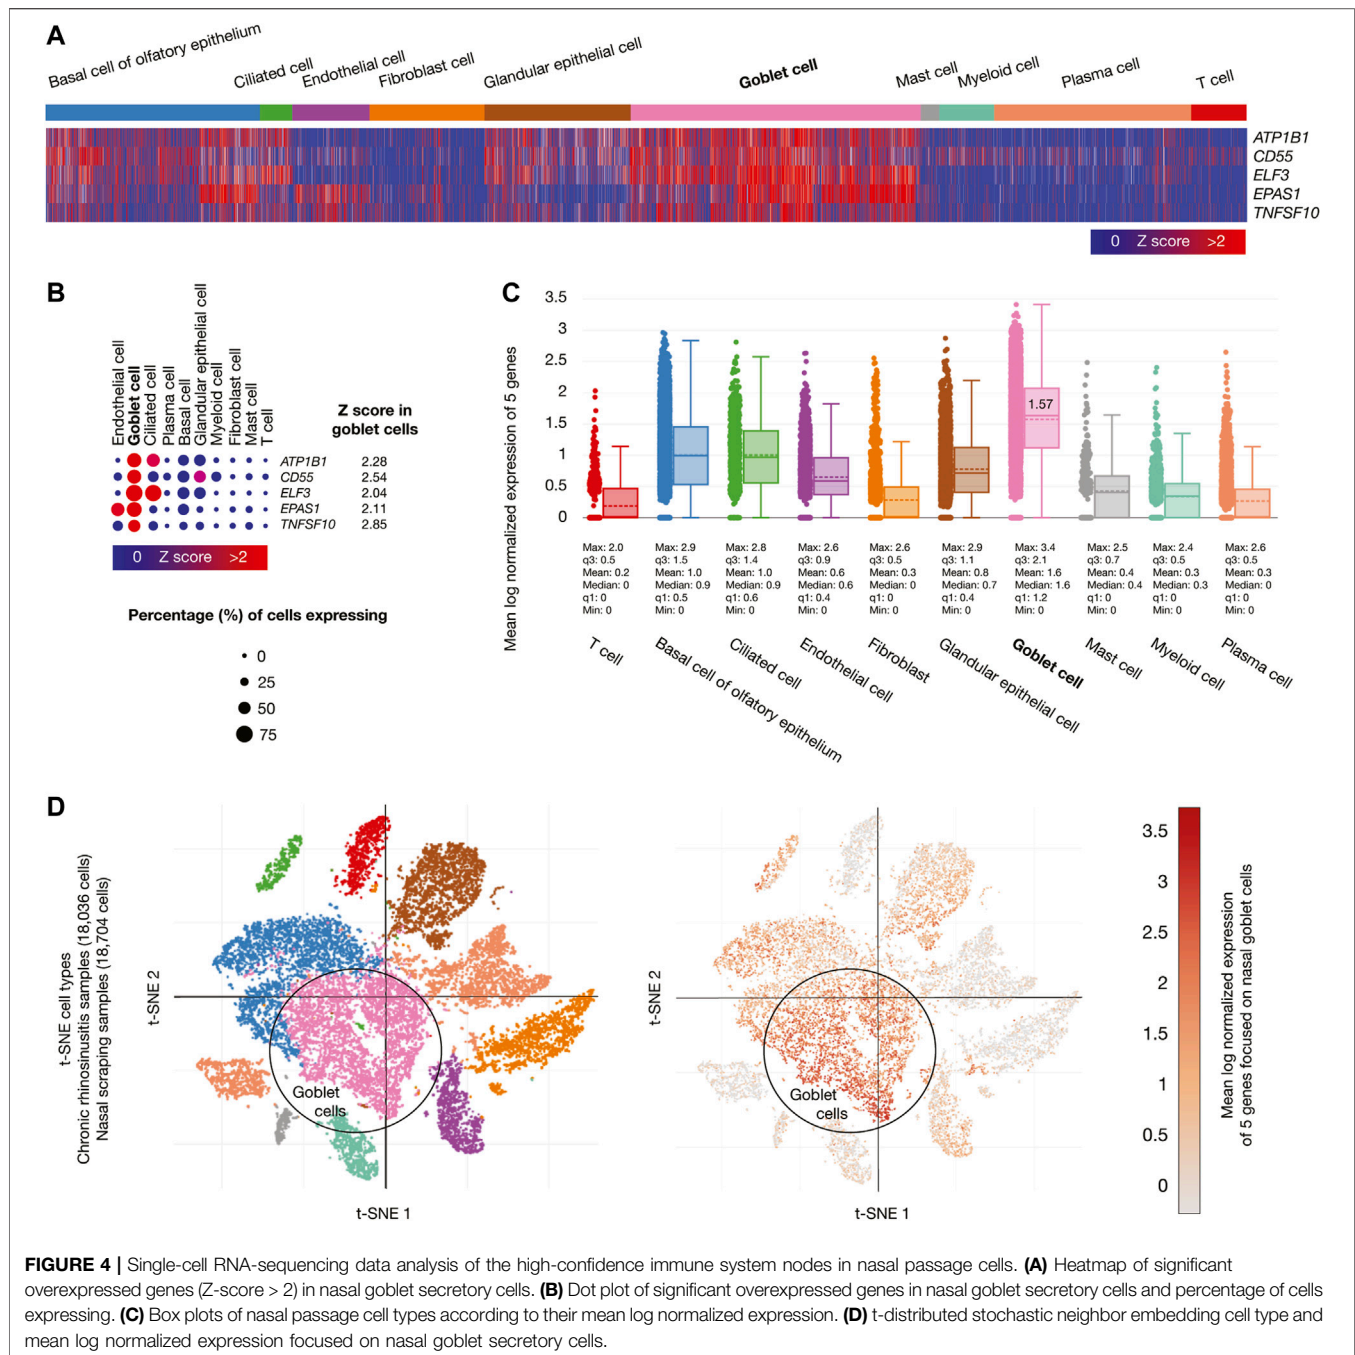 A
Basal cell of olfatory epithelium
Ciliated cell
Endothelial cell
Fibroblast cell
Glandular epithelial cell
Goblet cell
Mast cell
Myeloid cell
Plasma cell
T cell
ATP1B1
CD55
ELF3
EPAS1
TNFSF10
0 Z score >2
B
Endothelial cell
Goblet cell
Ciliated cell
Plasma cell
Basal cell
Glandular epithelial cell
Myeloid cell
Fibroblast cell
Mast cell
T cell
Z score in
goblet cells
ATP1B1 2.28
CD55 2.54
ELF3 2.04
EPAS1 2.11
TNFSF10 2.85
0 Z score >2
Percentage (%) of cells expressing
0
25
50
75
C
Mean log normalized expression of 5 genes
3.5
3
2.5
2
1.5
1
0.5
0
1.57
Max: 2.0
q3: 0.5
Mean: 0.2
Median: 0
q1: 0
Min: 0
Max: 2.9
q3: 1.5
Mean: 1.0
Median: 0.9
q1: 0.5
Min: 0
Max: 2.8
q3: 1.4
Mean: 1.0
Median: 0.9
q1: 0.6
Min: 0
Max: 2.6
q3: 0.9
Mean: 0.6
Median: 0.6
q1: 0.4
Min: 0
Max: 2.6
q3: 0.5
Mean: 0.3
Median: 0
q1: 0
Min: 0
Max: 2.9
q3: 1.1
Mean: 0.8
Median: 0.7
q1: 0.4
Min: 0
Max: 3.4
q3: 2.1
Mean: 1.6
Median: 1.6
q1: 1.2
Min: 0
Max: 2.5
q3: 0.7
Mean: 0.4
Median: 0.4
q1: 0
Min: 0
Max: 2.4
q3: 0.5
Mean: 0.3
Median: 0.3
q1: 0
Min: 0
Max: 2.6
q3: 0.5
Mean: 0.3
Median: 0
q1: 0
Min: 0
T cell
Basal cell of olfatory epithelium
Ciliated cell
Endothelial cell
Fibroblast
Glandular epithelial cell
Goblet cell
Mast cell
Myeloid cell
Plasma cell
D
t-SNE cell types
Chronic rhinosinusitis samples (18,036 cells)
Nasal scraping samples (18,704 cells)
t-SNE 2
Goblet
cells
t-SNE 1
t-SNE 2
Goblet
cells
t-SNE 1
3.5
3
2.5
2
1.5
1
0.5
0
Mean log normalized expression
of 5 genes focused on nasal goblet cells
FIGURE 4 | Single-cell RNA-sequencing data analysis of the high-confidence immune system nodes in nasal passage cells. (A) Heatmap of significant
overexpressed genes (Z-score > 2) in nasal goblet secretory cells. (B) Dot plot of significant overexpressed genes in nasal goblet secretory cells and percentage of cells
expressing. (C) Box plots of nasal passage cell types according to their mean log normalized expression. (D) t-distributed stochastic neighbor embedding cell type and
mean log normalized expression focused on nasal goblet secretory cells.